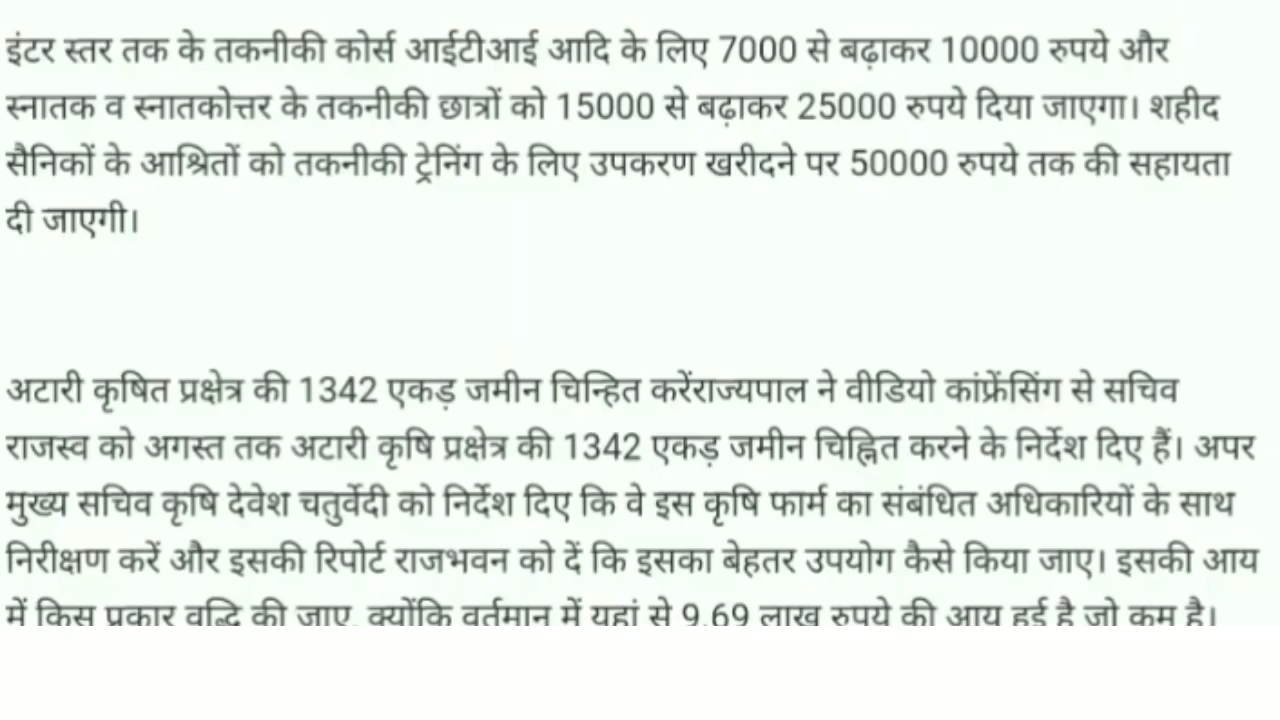 इंटर स्तर तक के तकनीकी कोर्स आईटीआई आदि के लिए 7000 से बढ़ाकर 10000 रुपये और
स्नातक व स्नातकोत्तर के तकनीकी छात्रों को 15000 से बढ़ाकर 25000 रुपये दिया जाएगा। शहीद
सैनिकों के आश्रितों को तकनीकी ट्रेनिंग के लिए उपकरण खरीदने पर 50000 रुपये तक की सहायता
दी जाएगी।
अटारी कृषित प्रक्षेत्र की 1342 एकड़ जमीन चिन्हित करेंराज्यपाल ने वीडियो कांफ्रेंसिंग से सचिव
राजस्व को अगस्त तक अटारी कृषि प्रक्षेत्र की 1342 एकड़ जमीन चिह्नित करने के निर्देश दिए हैं। अपर
मुख्य सचिव कृषि देवेश चतुर्वेदी को निर्देश दिए कि वे इस कृषि फार्म का संबंधित अधिकारियों के साथ
निरीक्षण करें और इसकी रिपोर्ट राजभवन को दें कि इसका बेहतर उपयोग कैसे किया जाए। इसकी आय
में किस प्रकार वृद्धि की जाए, क्योंकि वर्तमान में यहां से 9.69 लाख रुपये की आय हुई है जो कम है।